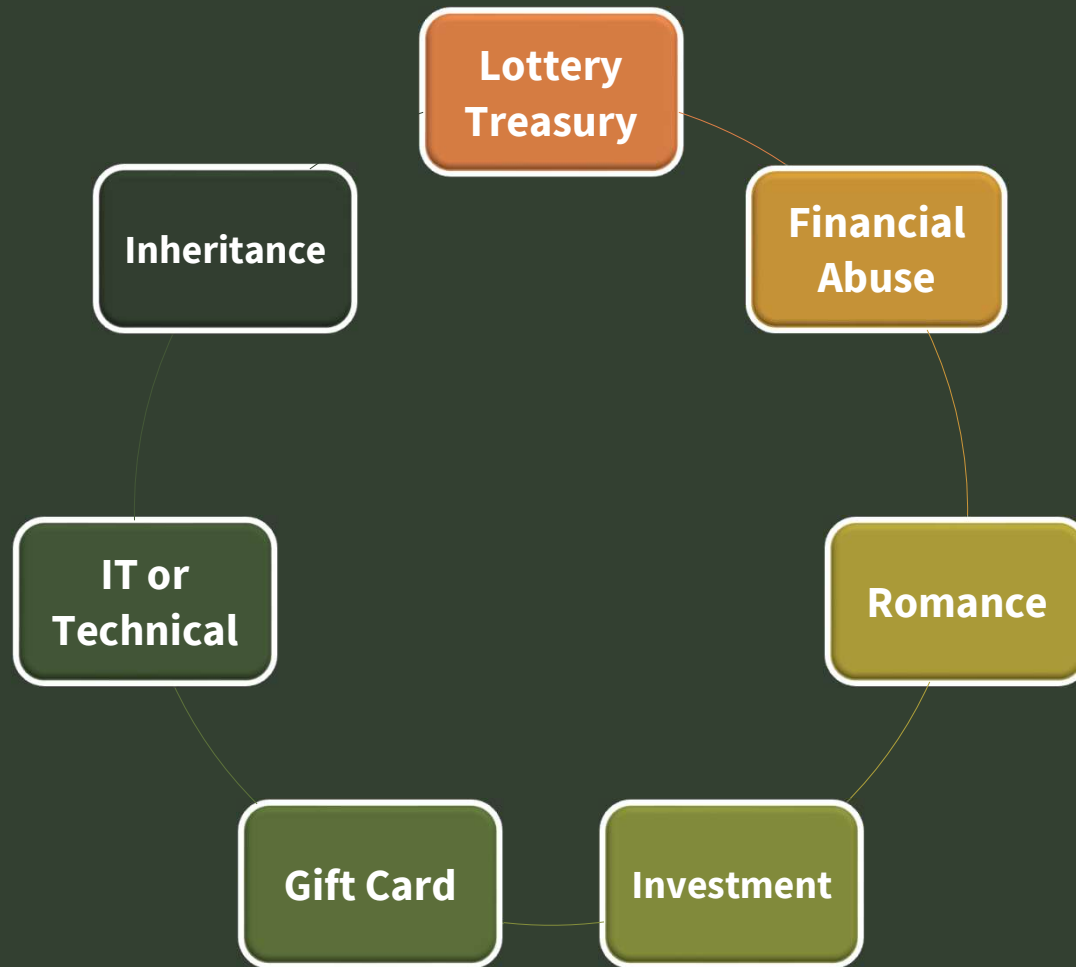 Lottery
Treasury
Financial
Abuse
Romance
Investment
Gift Card
IT or
Technical
Inheritance